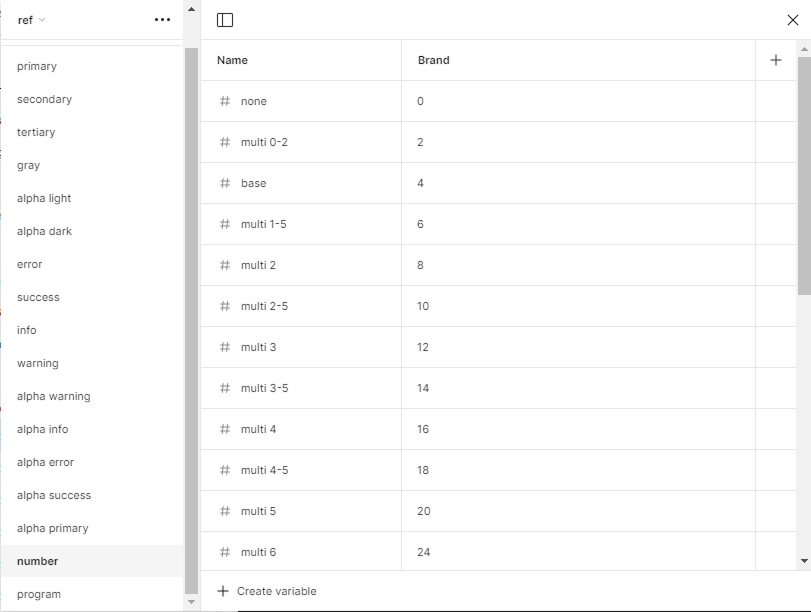 ref
primary
secondary
tertiary
gray
alpha light
alpha dark
error
success
info
warning
alpha warning
alpha info
alpha error
alpha success
alpha primary
number
program
Name Brand
none 0
multi 0-2 2
base 4
multi 1-5 6
multi 2 8
multi 2-5 10
multi 3 12
multi 3-5 14
multi 4 16
multi 4-5 18
multi 5 20
multi 6 24
Create variable